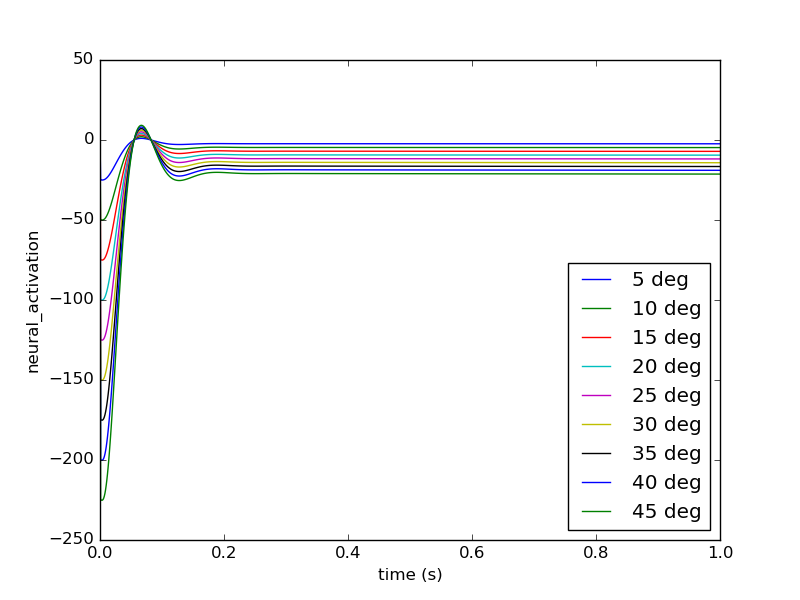 50
0
−50
−100
−150
−200
−250
neural_activation
0.0 0.2 0.4 0.6 0.8 1.0
time (s)
5 deg
10 deg
15 deg
20 deg
25 deg
30 deg
35 deg
40 deg
45 deg